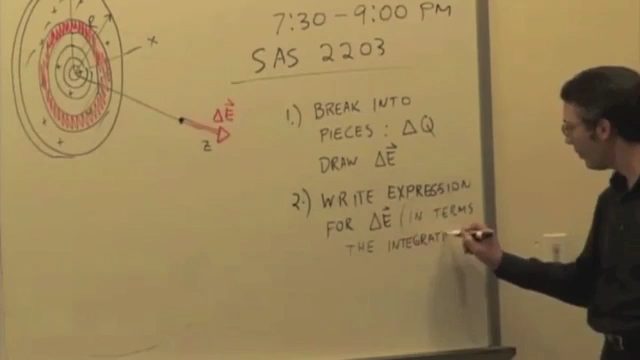 7:30 - 9:00 PM
SAS 2203
R
x
ΔE⃗
z
1.) BREAK INTO
PIECES : ΔQ
DRAW ΔE⃗
2.) WRITE EXPRESSION
FOR ΔE⃗ (IN TERMS
THE INTEGRAT